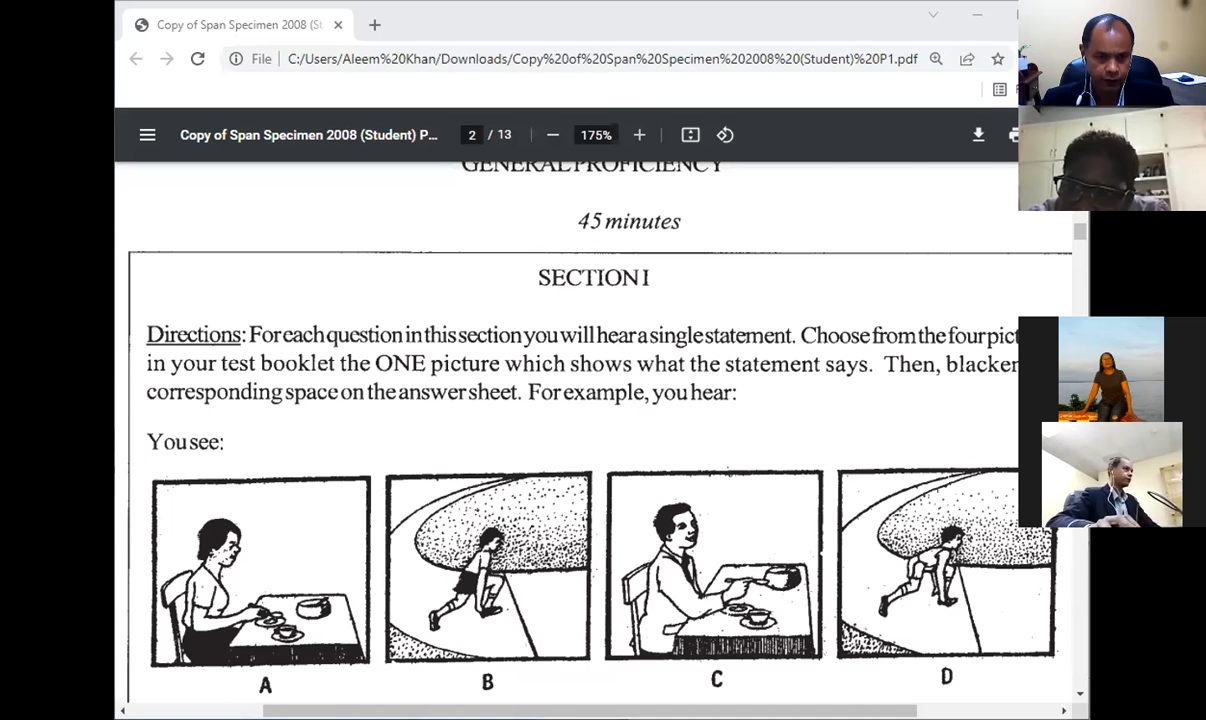 Copy of Span Specimen 2008 (St
File C:/Users/Aleem%20Khan/Downloads/Copy%20of%20Span%20Specimen%202008%20(Student)%20P1.pdf
Copy of Span Specimen 2008 (Student) P... 2 / 13 175%
GENERAL PROFICIENCY
45 minutes
SECTION I
Directions: For each question in this section you will hear a single statement. Choose from the four pict
in your test booklet the ONE picture which shows what the statement says. Then, blacken
corresponding space on the answer sheet. For example, you hear:
You see:
A B C D